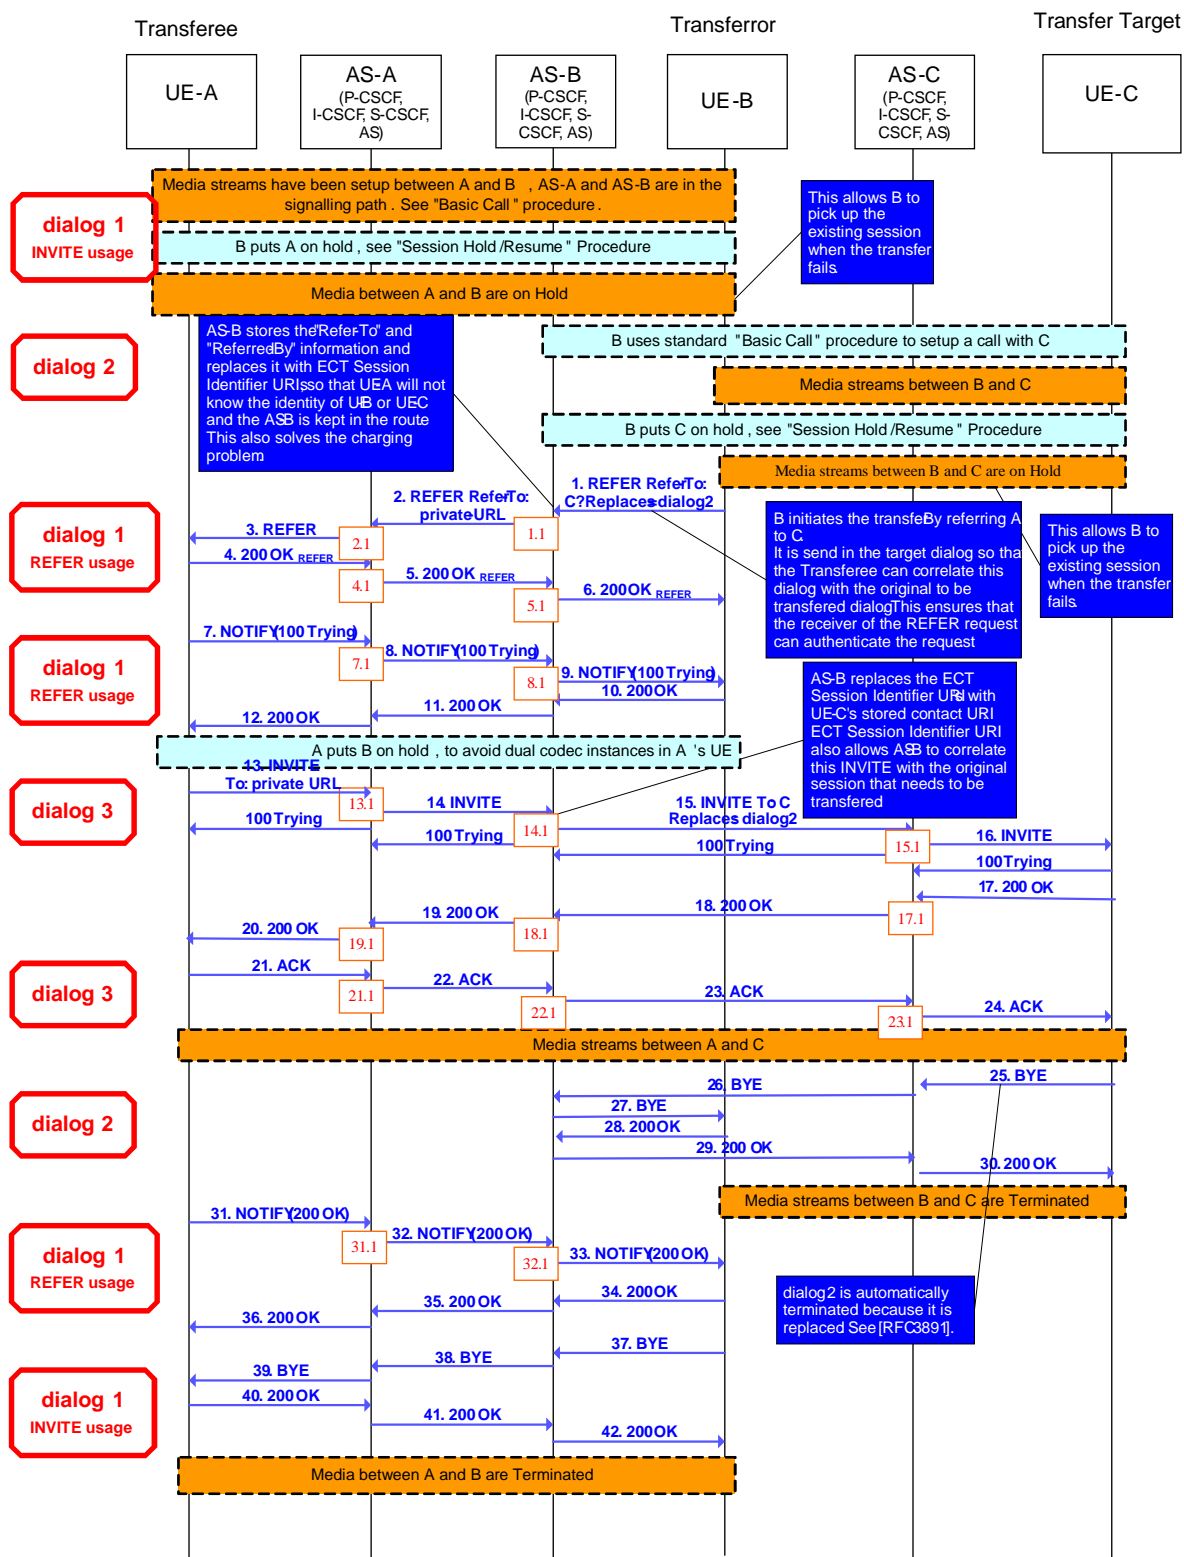 Transferee
Transferror
Transfer Target
UE-A
AS-A
(P-CSCF,
I-CSCF, S-CSCF,
AS)
AS-B
(P-CSCF,
I-CSCF, S-
CSCF, AS)
UE-B
AS-C
(P-CSCF,
I-CSCF, S-
CSCF, AS)
UE-C
Media streams have been setup between A and B , AS-A and AS-B are in the
signalling path . See "Basic Call " procedure .
This allows B to
pick up the
existing session
when the transfer
fails.
dialog 1
INVITE usage
B puts A on hold , see "Session Hold /Resume " Procedure
Media between A and B are on Hold
AS-B stores the "Refer-To" and
"Referred-By" information and
replaces it with ECT Session
Identifier URIs, so that UE-A will not
know the identity of UE-B or UE-C
and the AS-B is kept in the route
This also solves the charging
problem.
dialog 2
B uses standard "Basic Call" procedure to setup a call with C
Media streams between B and C
B puts C on hold , see "Session Hold /Resume " Procedure
Media streams between B and C are on Hold
1. REFER Refer-To:
C?Replaces=dialog2
2. REFER Refer-To:
private-URL
1.1
3. REFER
2.1
B initiates the transfer By referring A
to C.
It is send in the target dialog so that
the Transferee can correlate this
dialog with the original to be
transfered dialog. This ensures that
the receiver of the REFER request
can authenticate the request
This allows B to
pick up the
existing session
when the transfer
fails.
dialog 1
REFER usage
4. 200 OK REFER
4.1
5. 200 OK REFER
5.1
6. 200 OK REFER
7. NOTIFY(100 Trying)
dialog 1
REFER usage
7.1
8. NOTIFY(100 Trying)
8.1
9. NOTIFY(100 Trying)
10. 200 OK
11. 200 OK
12. 200 OK
AS-B replaces the ECT
Session Identifier URIs with
UE-C's stored contact URI
ECT Session Identifier URI
also allows AS-B to correlate
this INVITE with the original
session that needs to be
transfered
A puts B on hold , to avoid dual codec instances in A 's UE
13. INVITE
To: private URL
dialog 3
13.1
14. INVITE
14.1
15. INVITE To C
Replaces dialog2
15.1
16. INVITE
100 Trying
100 Trying
100 Trying
100 Trying
17. 200 OK
17.1
18. 200 OK
18.1
19. 200 OK
19.1
20. 200 OK
21. ACK
dialog 3
21.1
22. ACK
22.1
23. ACK
23.1
24. ACK
Media streams between A and C
25. BYE
26. BYE
27. BYE
dialog 2
28. 200 OK
29. 200 OK
30. 200 OK
Media streams between B and C are Terminated
31. NOTIFY(200 OK)
31.1
32. NOTIFY(200 OK)
32.1
33. NOTIFY(200 OK)
dialog 1
REFER usage
34. 200 OK
35. 200 OK
36. 200 OK
dialog2 is automatically
terminated because it is
replaced See [RFC3891].
37. BYE
38. BYE
39. BYE
40. 200 OK
dialog 1
INVITE usage
41. 200 OK
42. 200 OK
Media between A and B are Terminated